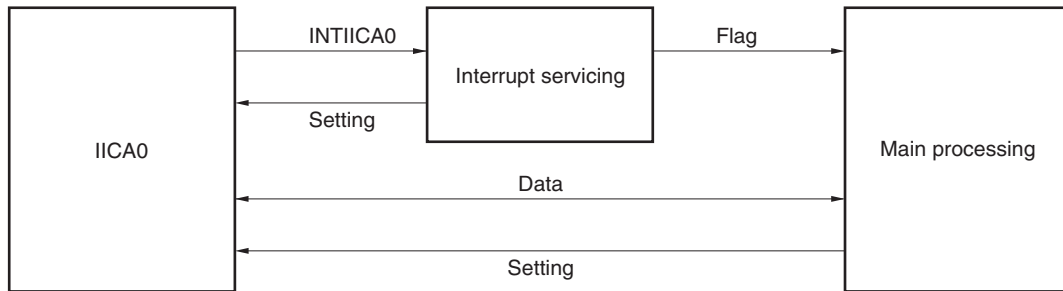 INTIICA0
Flag
Interrupt servicing
Setting
IICA0
Main processing
Data
Setting